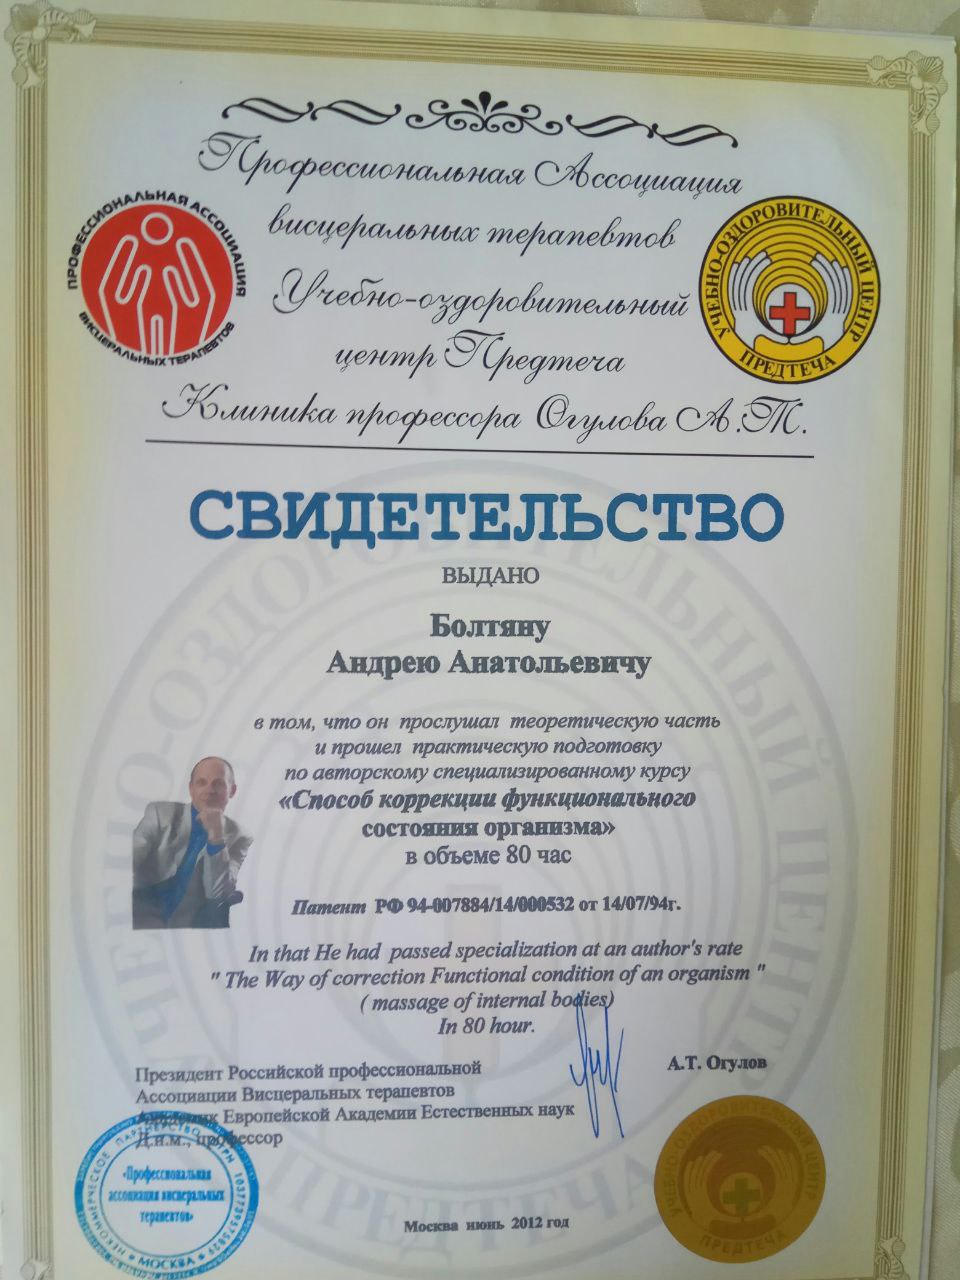 Профессиональная Ассоциация
висцеральных терапевтов
Учебно-оздоровительный
центр Предтеча
Клиника профессора Огулова А.Т.
ПРОФЕССИОНАЛЬНАЯ АССОЦИАЦИЯ
ВИСЦЕРАЛЬНЫХ ТЕРАПЕВТОВ
УЧЕБНО-ОЗДОРОВИТЕЛЬНЫЙ ЦЕНТР
ПРЕДТЕЧА
СВИДЕТЕЛЬСТВО
ВЫДАНО
Болтяну
Андрею Анатольевичу
в том, что он прослушал теоретическую часть
и прошел практическую подготовку
по авторскому специализированному курсу
«Способ коррекции функционального
состояния организма»
в объеме 80 час
Патент РФ 94-007884/14/000532 от 14/07/94г.
In that He had passed specialization at an author's rate
" The Way of correction Functional condition of an organism "
( massage of internal bodies)
In 80 hour.
Президент Российской профессиональной
Ассоциации Висцеральных терапевтов
Академик Европейской Академии Естественных наук
Д.и.м., профессор
А.Т. Огулов
НЕКОММЕРЧЕСКОЕ ПАРТНЕРСТВО
«Профессиональная
ассоциация висцеральных
терапевтов»
МОСКВА
УЧЕБНО-ОЗДОРОВИТЕЛЬНЫЙ ЦЕНТР
ПРЕДТЕЧА
Москва июнь 2012 год